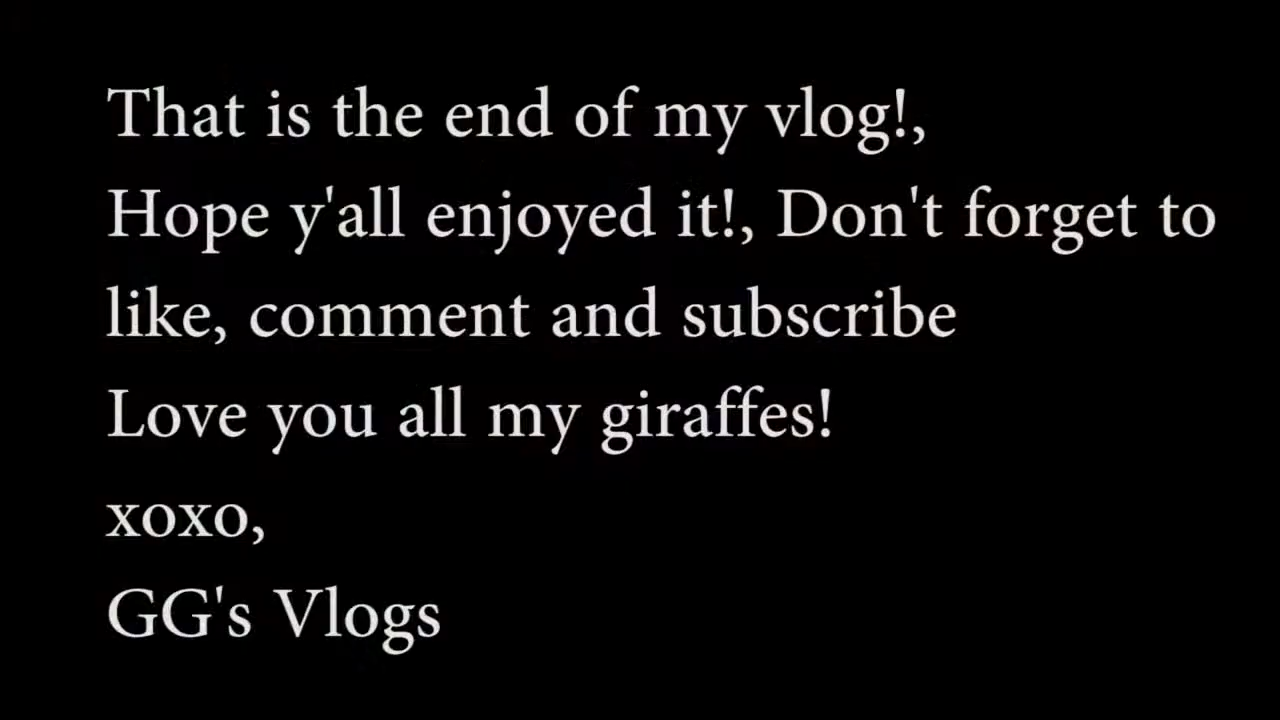 That is the end of my vlog!,
Hope y'all enjoyed it!, Don't forget to
like, comment and subscribe
Love you all my giraffes!
xoxo,
GG's Vlogs